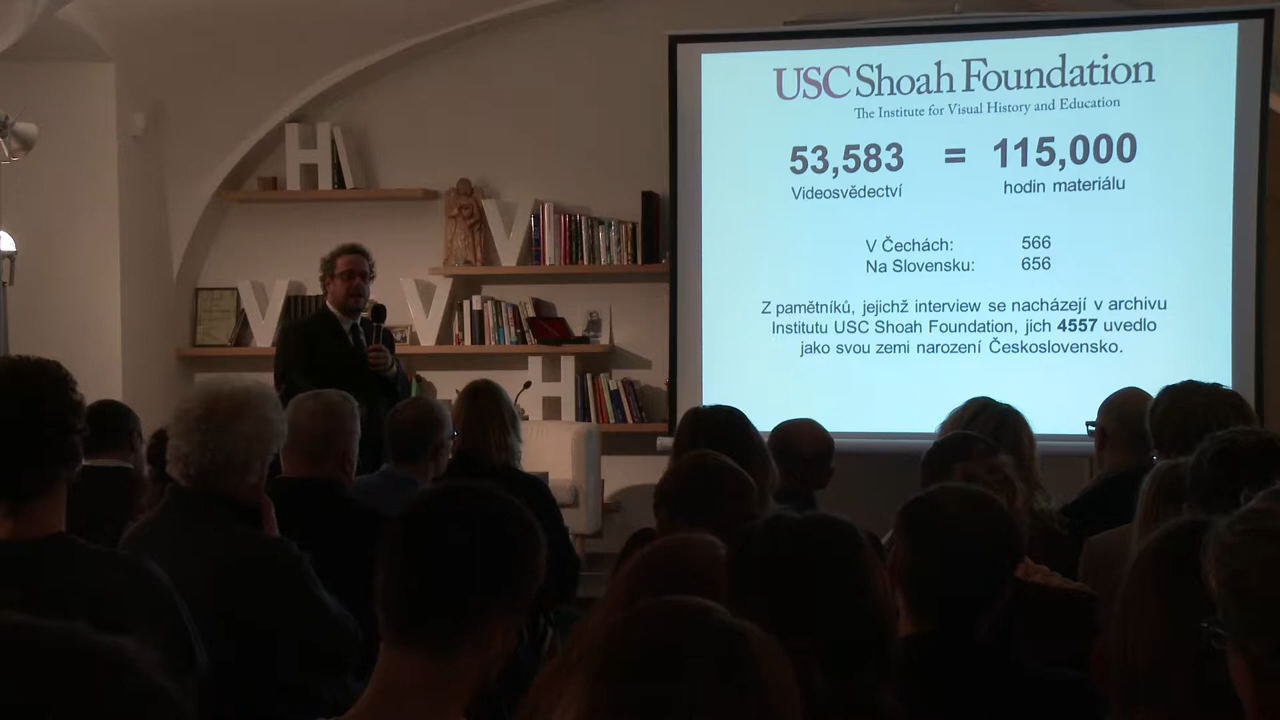 USC Shoah Foundation
The Institute for Visual History and Education
53,583 = 115,000
Videosvědectví hodin materiálu
V Čechách: 566
Na Slovensku: 656
Z pamětníků, jejichž interview se nacházejí v archivu
Institutu USC Shoah Foundation, jich 4557 uvedlo
jako svou zemi narození Československo.
H
V
V V
H